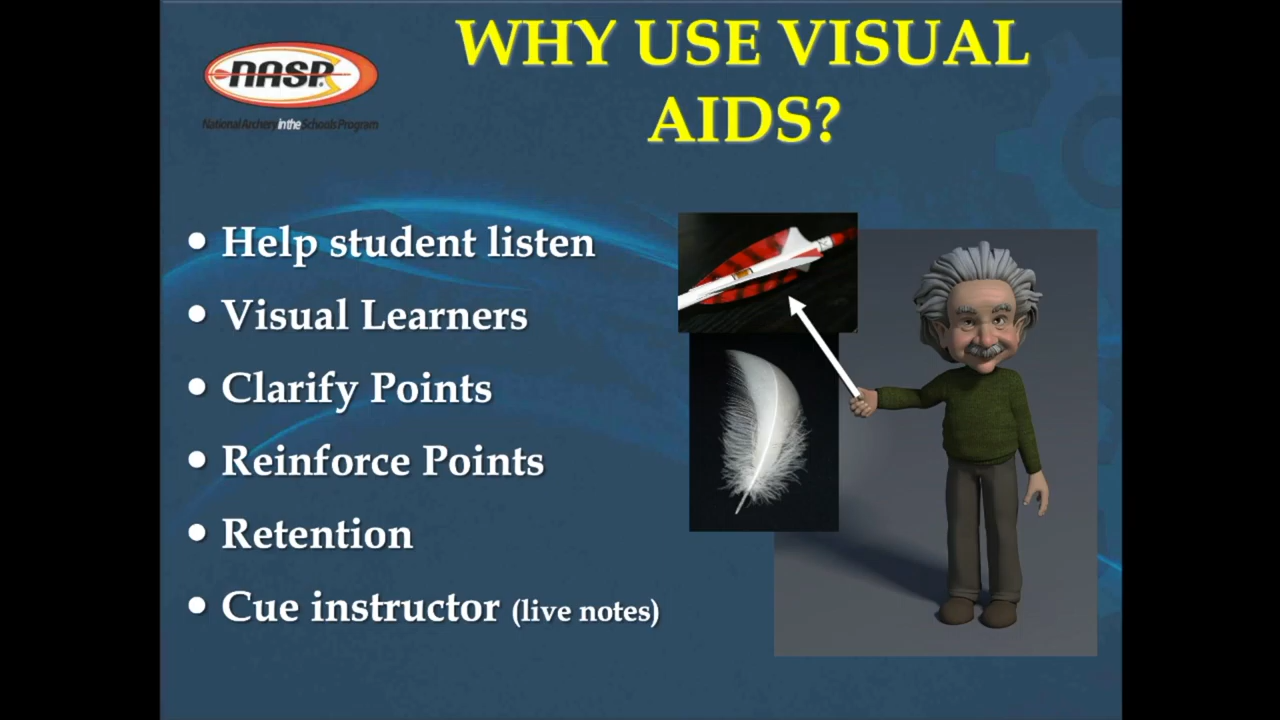 WHY USE VISUAL
AIDS?
NASP
National Archery in the Schools Program
• Help student listen
• Visual Learners
• Clarify Points
• Reinforce Points
• Retention
• Cue instructor (live notes)